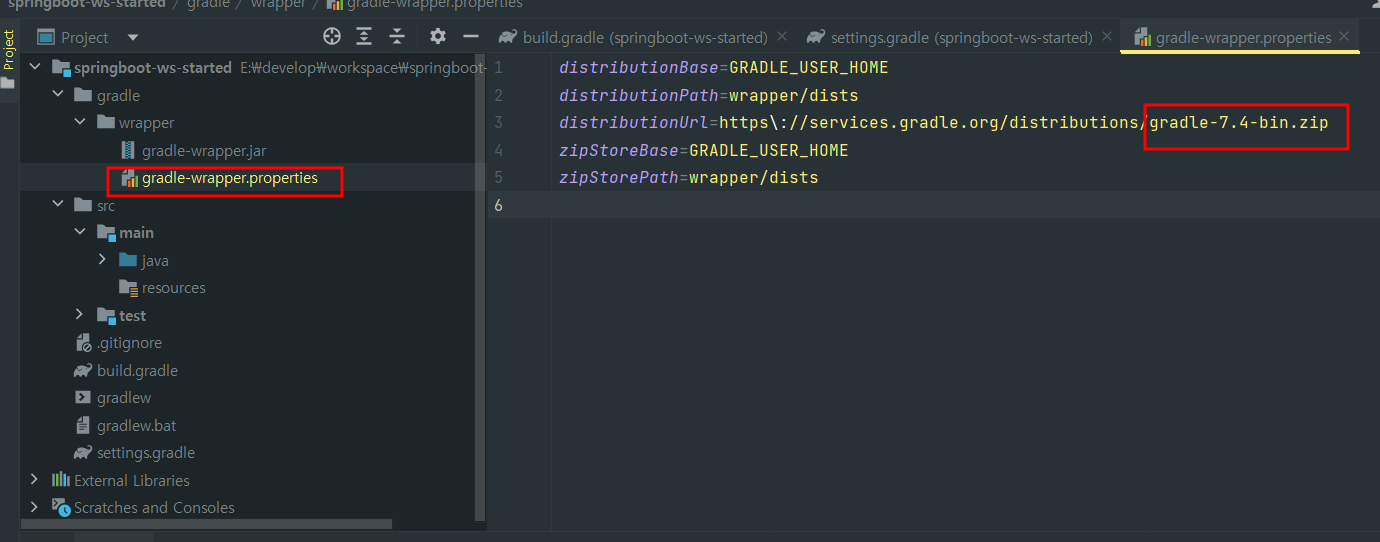 springboot-ws-started / gradle / wrapper / gradle-wrapper.properties
Project
Project
build.gradle (springboot-ws-started)
settings.gradle (springboot-ws-started)
gradle-wrapper.properties
springboot-ws-started E:₩develop₩workspace₩springboot-
gradle
wrapper
gradle-wrapper.jar
gradle-wrapper.properties
src
main
java
resources
test
.gitignore
build.gradle
gradlew
gradlew.bat
settings.gradle
External Libraries
Scratches and Consoles
1 distributionBase=GRADLE_USER_HOME
2 distributionPath=wrapper/dists
3 distributionUrl=https\://services.gradle.org/distributions/gradle-7.4-bin.zip
4 zipStoreBase=GRADLE_USER_HOME
5 zipStorePath=wrapper/dists
6